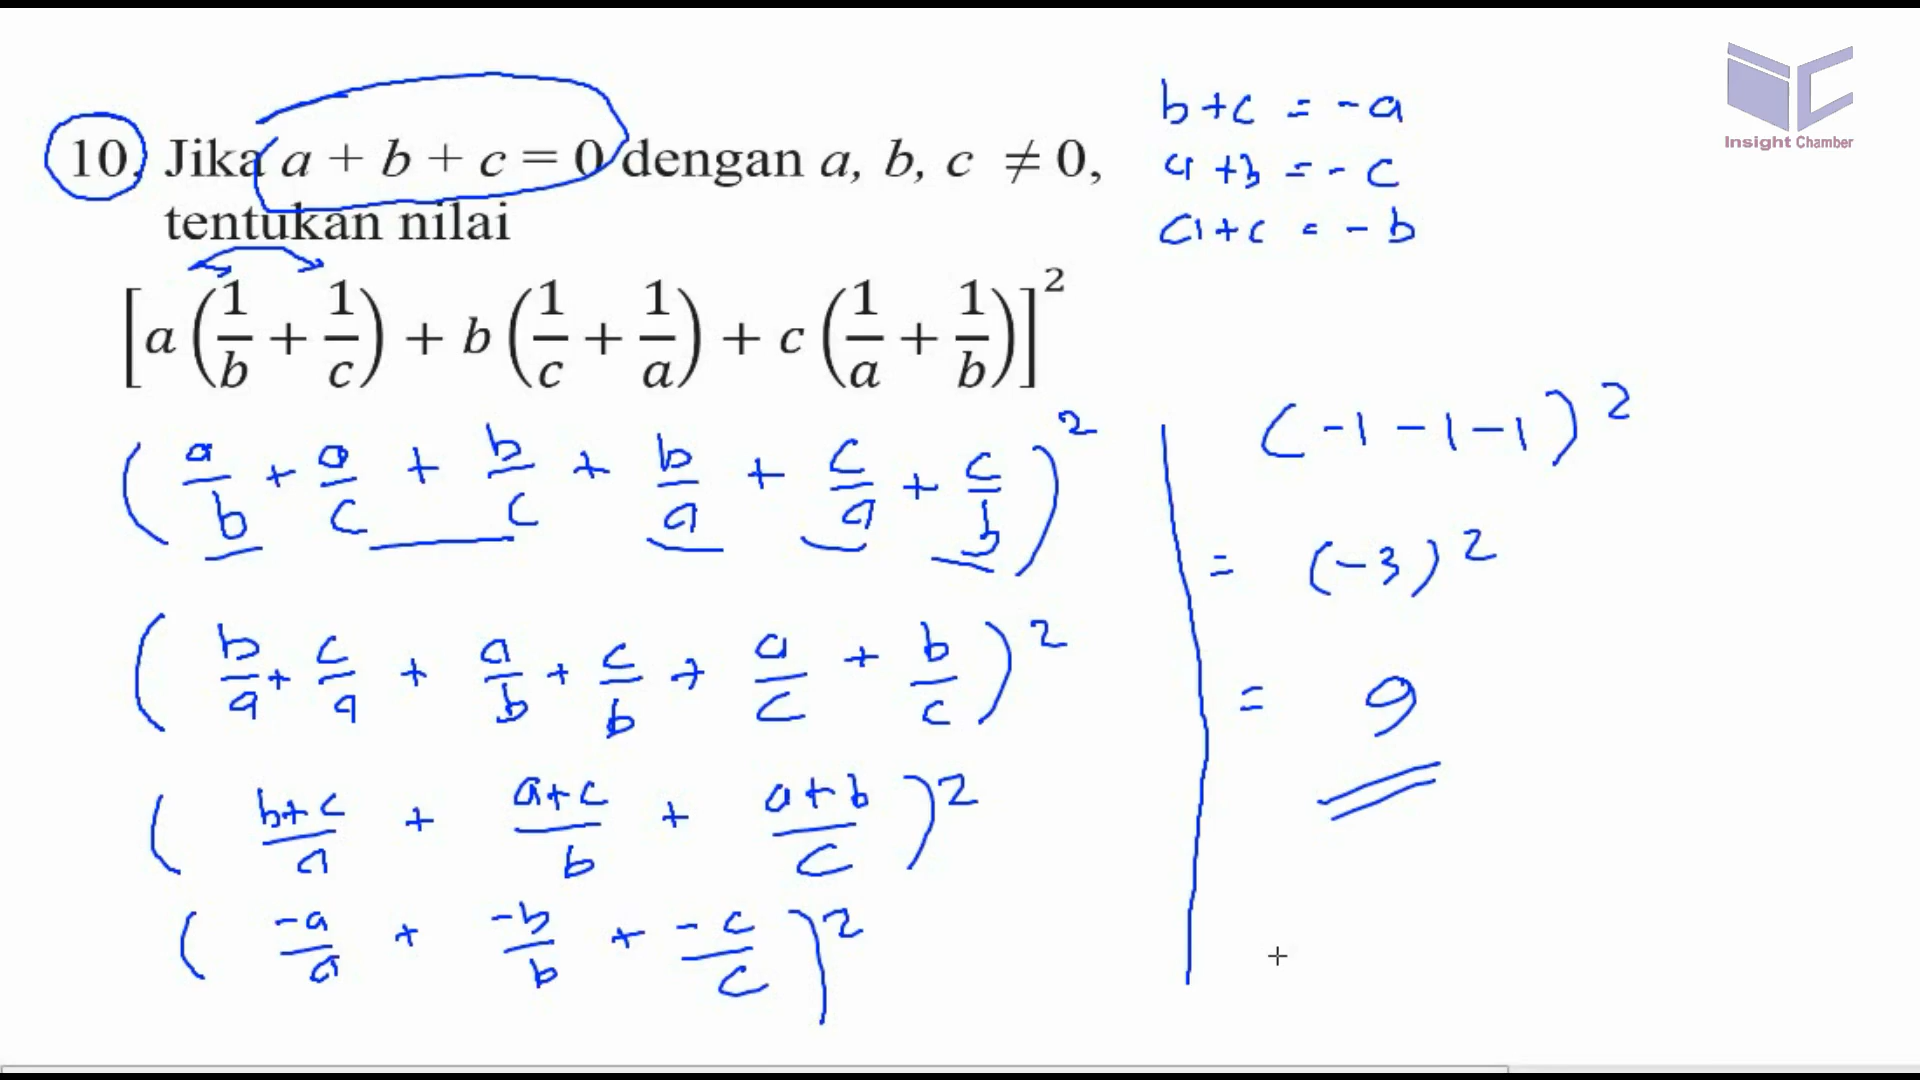 10. Jika a + b + c = 0 dengan a, b, c ≠ 0,
tentukan nilai
[a(1/b + 1/c) + b(1/c + 1/a) + c(1/a + 1/b)]²
(a/b + a/c + b/c + b/a + c/a + c/b)²
(b/a + c/a + a/b + c/b + a/c + b/c)²
((b+c)/a + (a+c)/b + (a+b)/c)²
(-a/a + -b/b + -c/c)²
b+c = -a
a+b = -c
a+c = -b
(-1-1-1)²
= (-3)²
= 9
Insight Chamber